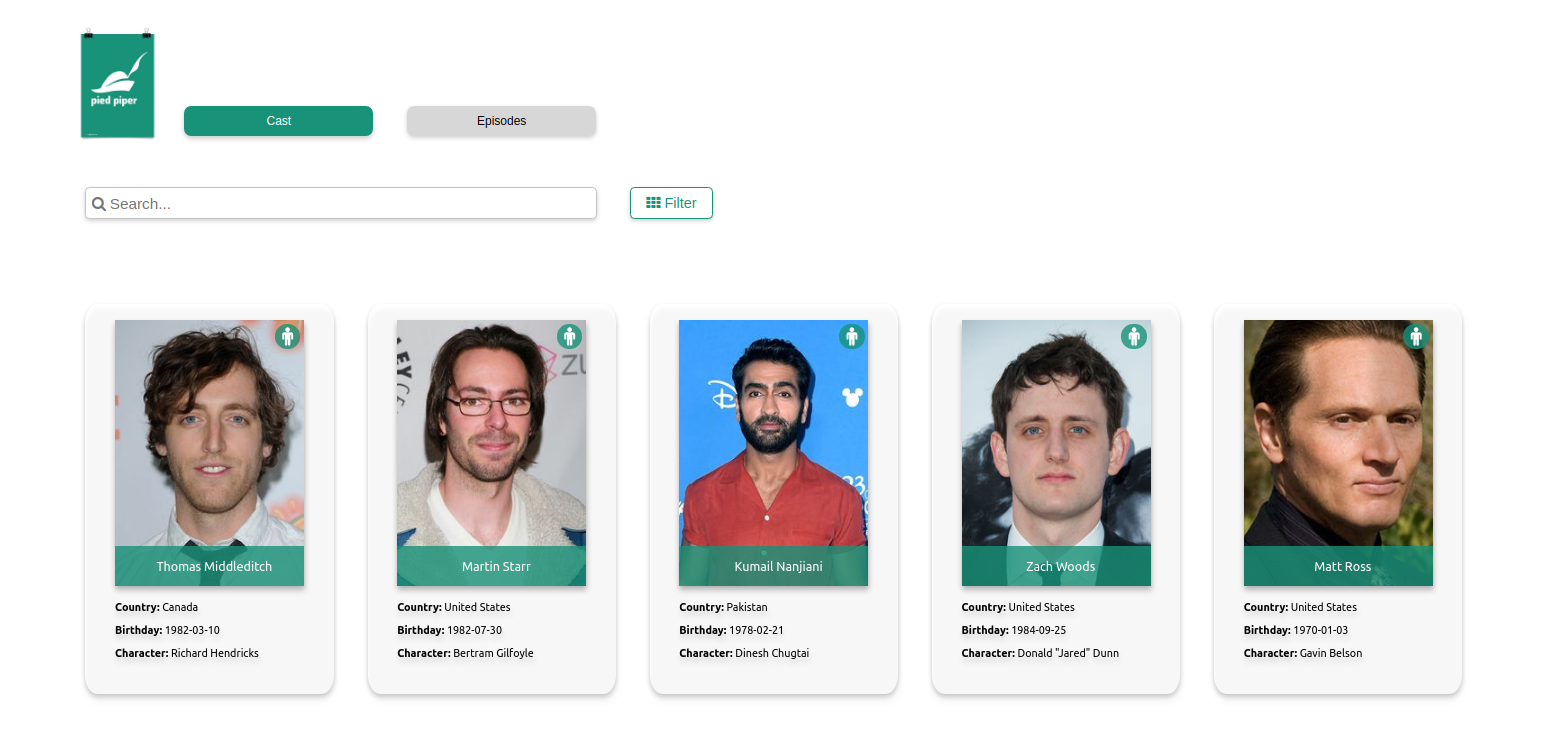 pied piper
Cast
Episodes
Search...
Filter
Thomas Middleditch
Country: Canada
Birthday: 1982-03-10
Character: Richard Hendricks
ZU
Martin Starr
Country: United States
Birthday: 1982-07-30
Character: Bertram Gilfoyle
D
23
Kumail Nanjiani
Country: Pakistan
Birthday: 1978-02-21
Character: Dinesh Chugtai
Zach Woods
Country: United States
Birthday: 1984-09-25
Character: Donald "Jared" Dunn
Matt Ross
Country: United States
Birthday: 1970-01-03
Character: Gavin Belson